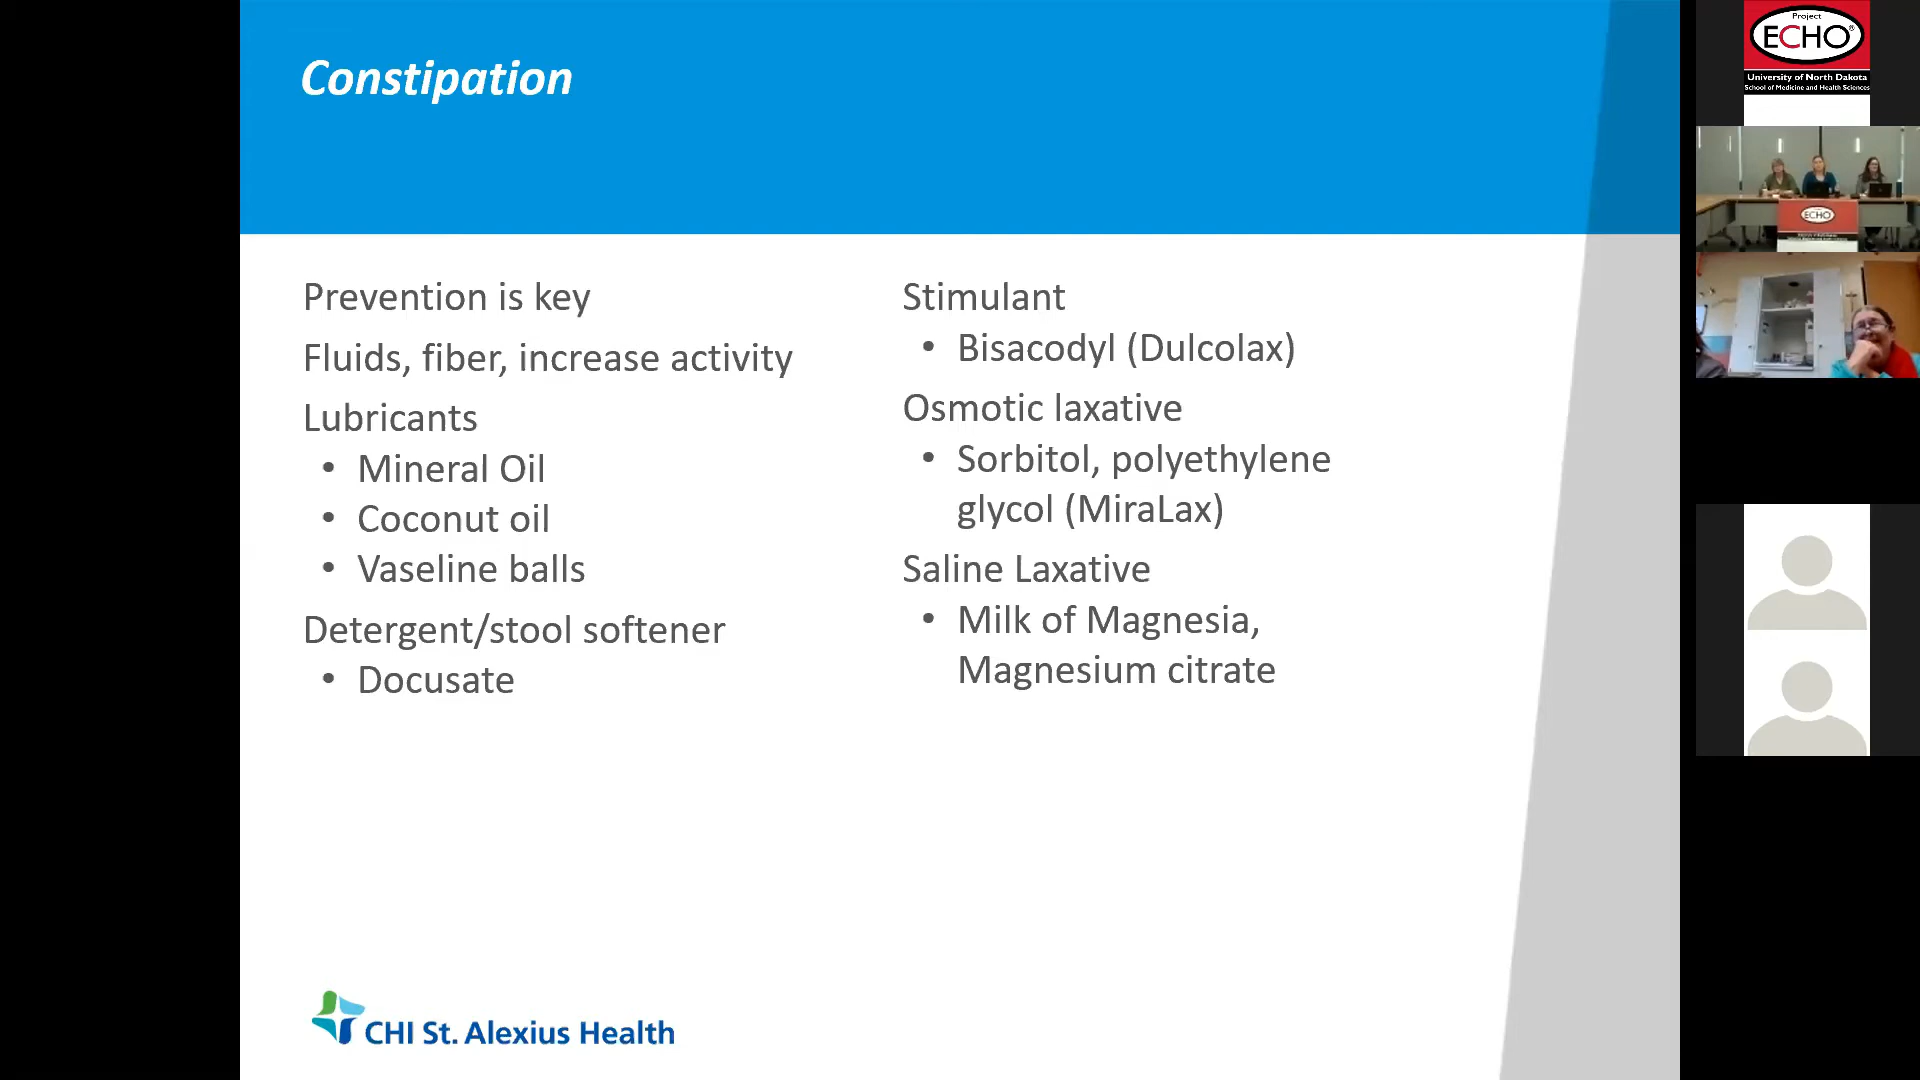 Constipation
Prevention is key
Fluids, fiber, increase activity
Lubricants
• Mineral Oil
• Coconut oil
• Vaseline balls
Detergent/stool softener
• Docusate
Stimulant
• Bisacodyl (Dulcolax)
Osmotic laxative
• Sorbitol, polyethylene
glycol (MiraLax)
Saline Laxative
• Milk of Magnesia,
Magnesium citrate
CHI St. Alexius Health
Project
ECHO®
University of North Dakota
School of Medicine and Health Sciences
ECHO